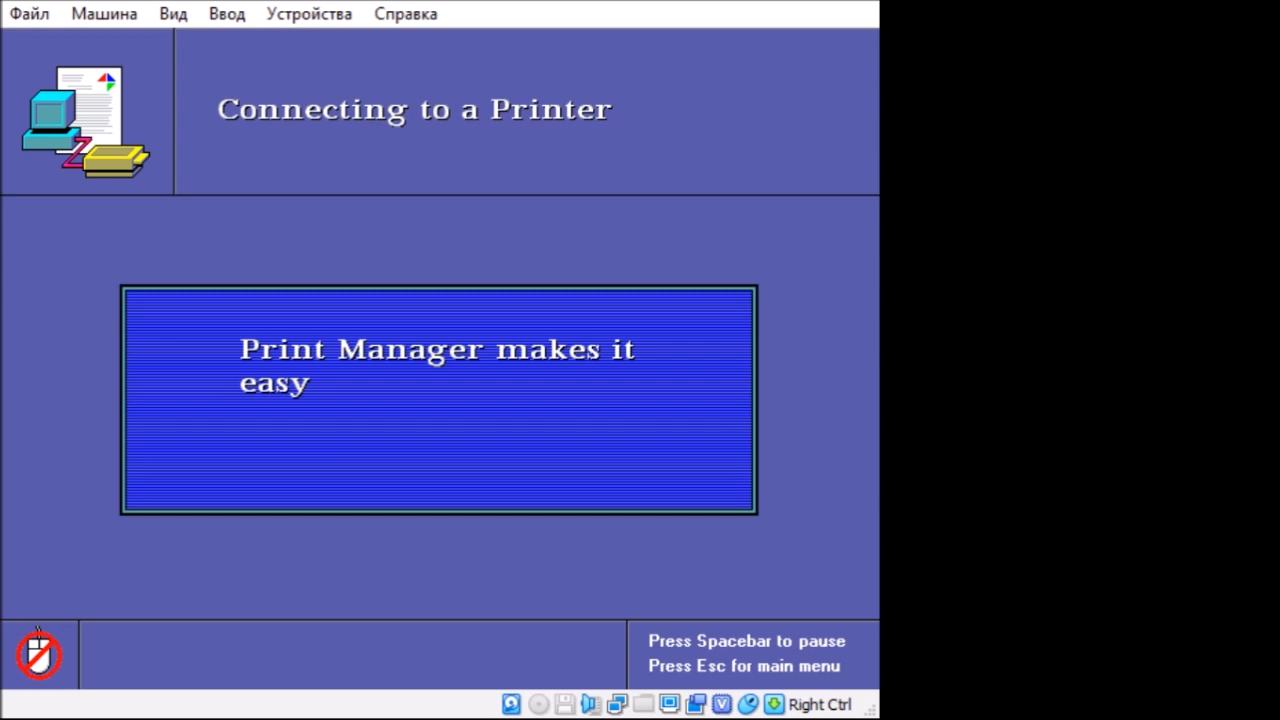 Файл Машина Вид Ввод Устройства Справка
Connecting to a Printer
Print Manager makes it
easy
Press Spacebar to pause
Press Esc for main menu
Right Ctrl